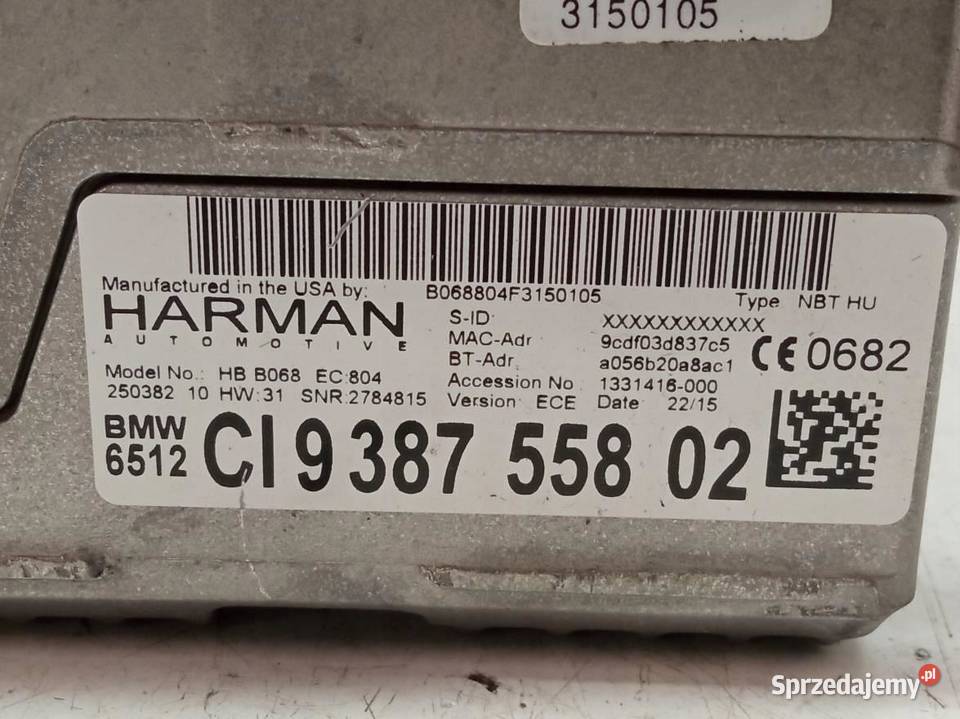 3150105
Manufactured in the USA by:
B068804F3150105
Type NBT HU
HARMAN
AUTOMOTIVE
S-ID: XXXXXXXXXXXX
MAC-Adr 9cdf03d837c5
BT-Adr. a056b20a8ac1
CE 0682
Model No.: HB B068 EC:804
Accession No 1331416-000
250382 10 HW:31 SNR:2784815
Version: ECE Date: 22/15
BMW
6512
CI 9 387 558 02
Sprzedajemy.pl